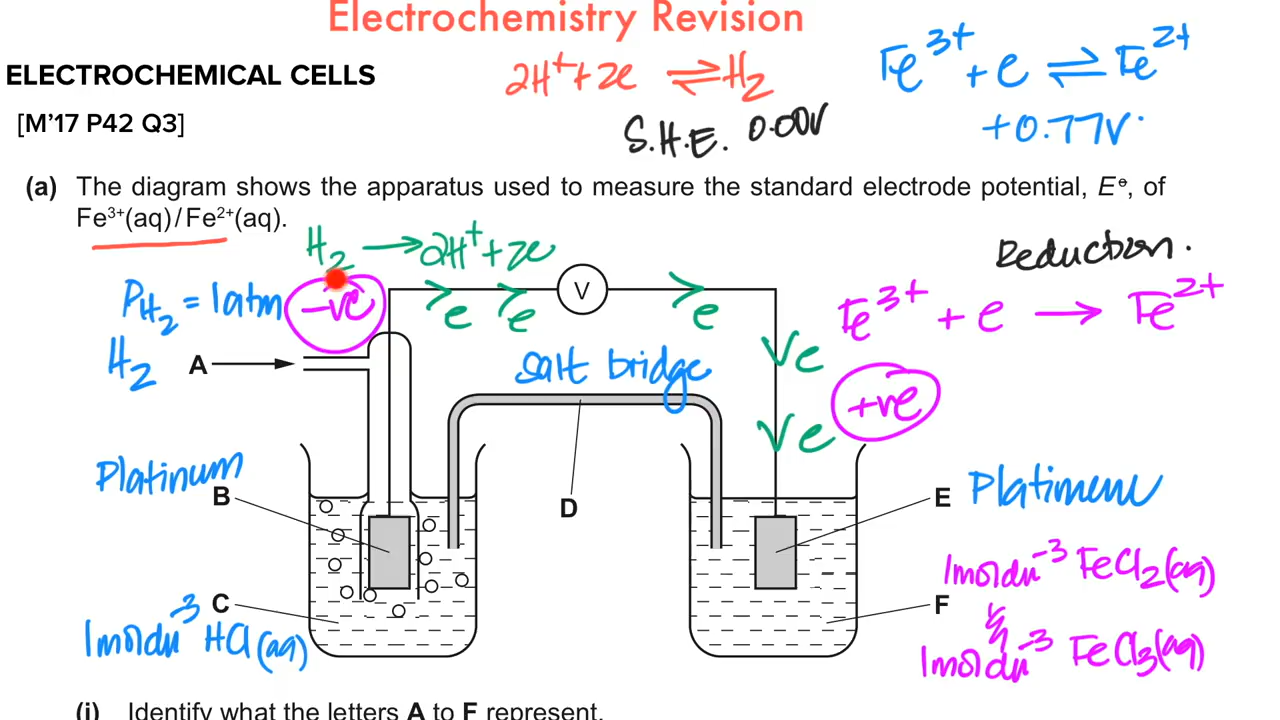 Electrochemistry Revision
ELECTROCHEMICAL CELLS
2H⁺ + 2e ⇌ H₂
Fe³⁺ + e ⇌ Fe²⁺
[M’17 P42 Q3]
S.H.E. 0.00V
+0.77V.
(a) The diagram shows the apparatus used to measure the standard electrode potential, E⦵, of
Fe³⁺(aq)/Fe²⁺(aq).
H₂ → 2H⁺ + 2e
Reduction.
P_H₂ = 1atm
-ve
> e > e
V
> e
Fe³⁺ + e → Fe²⁺
H₂
A
salt bridge
V e
+ve
V e
Platinum
B
D
E
Platinum
1moldm⁻³ FeCl₂(aq)
C
F
&
1moldm⁻³ HCl(aq)
1moldm⁻³ FeCl₃(aq)
(i) Identify what the letters A to F represent.